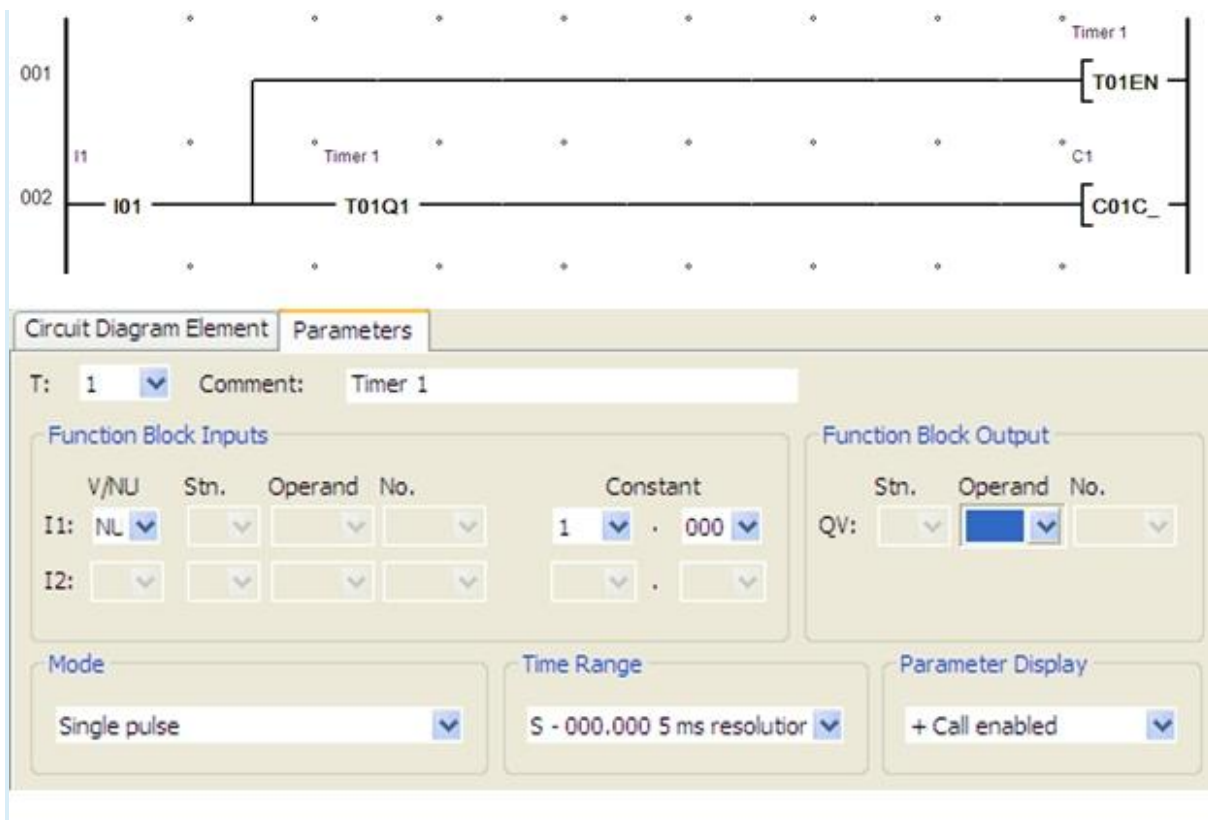 Timer 1
001
T01EN
I1
Timer 1
C1
002
I01
T01Q1
C01C_
Circuit Diagram Element
Parameters
T: 1 Comment: Timer 1
Function Block Inputs
Function Block Output
V/NU Stn. Operand No. Constant
Stn. Operand No.
I1: NU 1 . 000
QV:
I2: .
Mode
Time Range
Parameter Display
Single pulse
S - 000.000 5 ms resolution
+ Call enabled